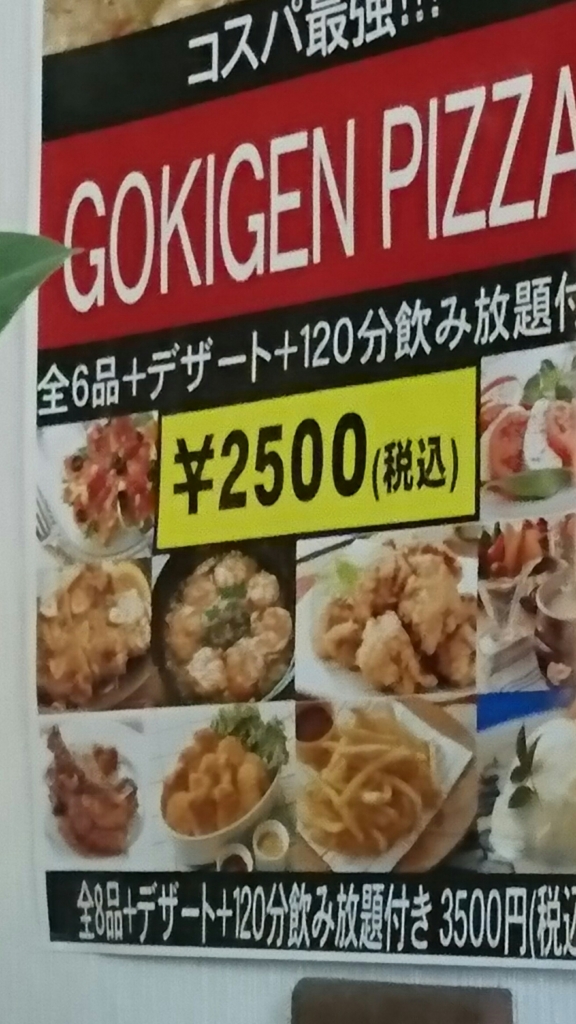 コスパ最強!!!
GOKIGEN PIZZA
全6品+デザート+120分飲み放題付
¥2500(税込)
全8品+デザート+120分飲み放題付き 3500円(税込